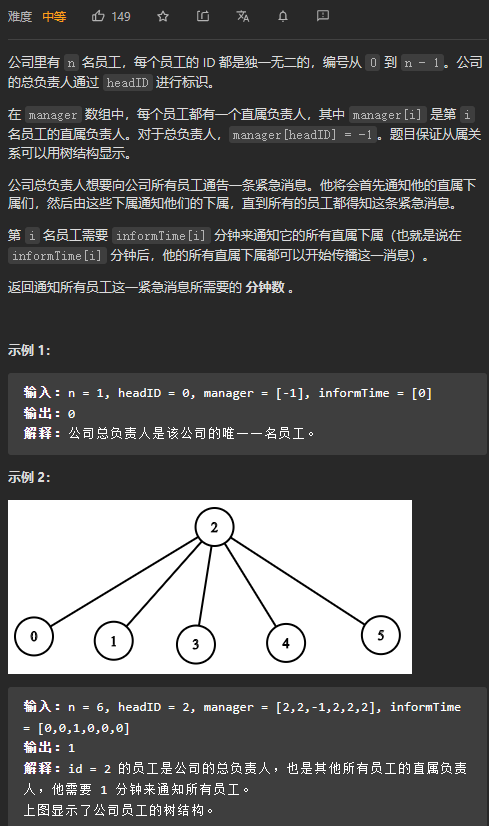 难度 中等 149
公司里有 n 名员工，每个员工的 ID 都是独一无二的，编号从 0 到 n - 1。公司
的总负责人通过 headID 进行标识。
在 manager 数组中，每个员工都有一个直属负责人，其中 manager[i] 是第 i
名员工的直属负责人。对于总负责人，manager[headID] = -1。题目保证从属关
系可以用树结构显示。
公司总负责人想要向公司所有员工通告一条紧急消息。他将会首先通知他的直属下
属们，然后由这些下属通知他们的下属，直到所有的员工都得知这条紧急消息。
第 i 名员工需要 informTime[i] 分钟来通知它的所有直属下属（也就是说在
informTime[i] 分钟后，他的所有直属下属都可以开始传播这一消息）。
返回通知所有员工这一紧急消息所需要的 分钟数 。
示例 1：
输入：n = 1, headID = 0, manager = [-1], informTime = [0]
输出：0
解释：公司总负责人是该公司的唯一一名员工。
示例 2：
2
0 1 3 4 5
输入：n = 6, headID = 2, manager = [2,2,-1,2,2,2], informTime
= [0,0,1,0,0,0]
输出：1
解释：id = 2 的员工是公司的总负责人，也是其他所有员工的直属负责
人，他需要 1 分钟来通知所有员工。
上图显示了公司员工的树结构。